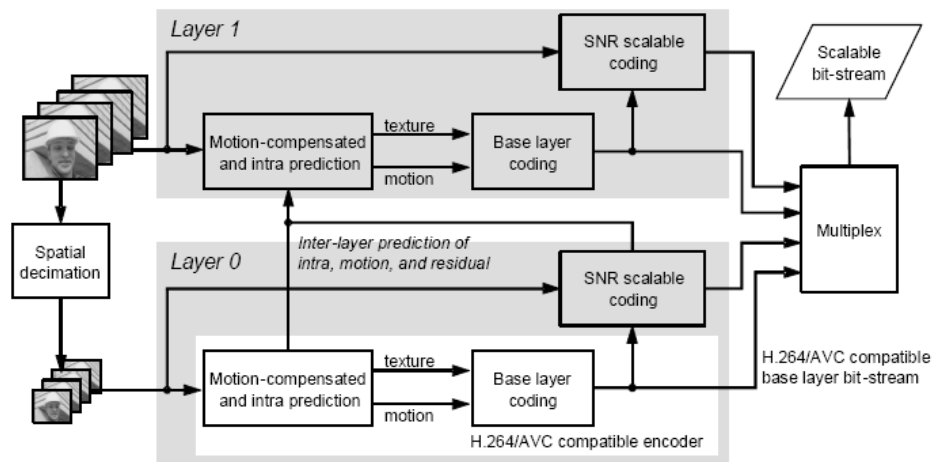 Layer 1
SNR scalable
coding
Scalable
bit-stream
Motion-compensated
and intra prediction
texture
motion
Base layer
coding
Spatial
decimation
Inter-layer prediction of
intra, motion, and residual
Multiplex
Layer 0
SNR scalable
coding
Motion-compensated
and intra prediction
texture
motion
Base layer
coding
H.264/AVC compatible
base layer bit-stream
H.264/AVC compatible encoder